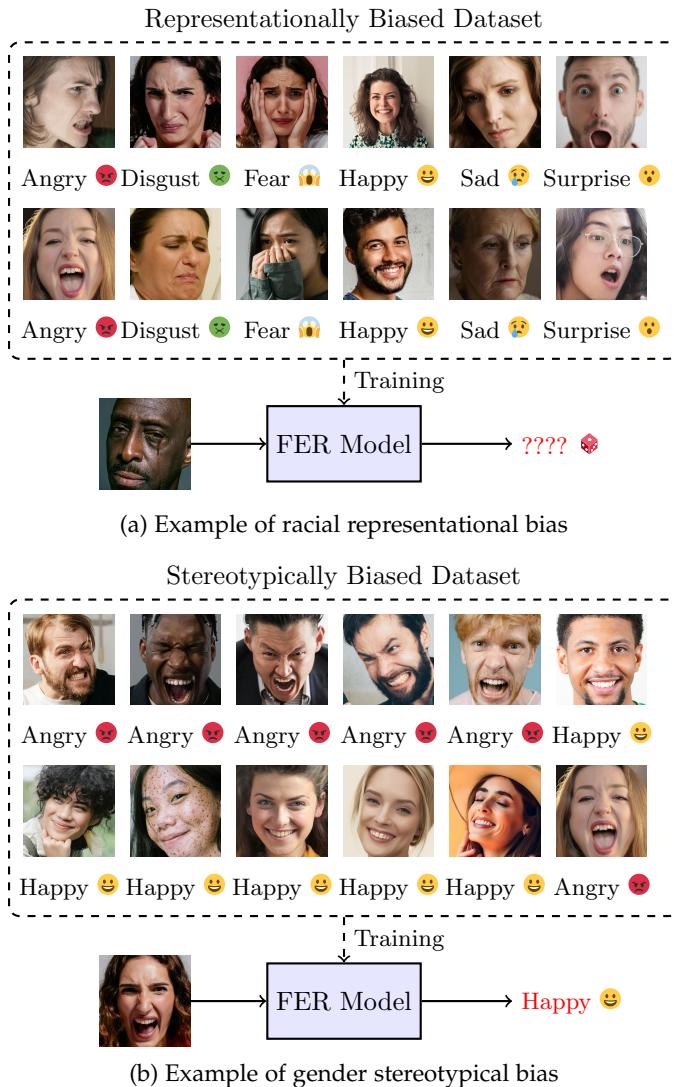 Representationally Biased Dataset
Angry 😡 Disgust 🤢 Fear 😱 Happy 😀 Sad 😢 Surprise 😮
Angry 😡 Disgust 🤢 Fear 😱 Happy 😀 Sad 😢 Surprise 😮
Training
FER Model
???? 🎲
(a) Example of racial representational bias
Stereotypically Biased Dataset
Angry 😡 Angry 😡 Angry 😡 Angry 😡 Angry 😡 Happy 😀
Happy 😀 Happy 😀 Happy 😀 Happy 😀 Happy 😀 Angry 😡
Training
FER Model
Happy 😀
(b) Example of gender stereotypical bias